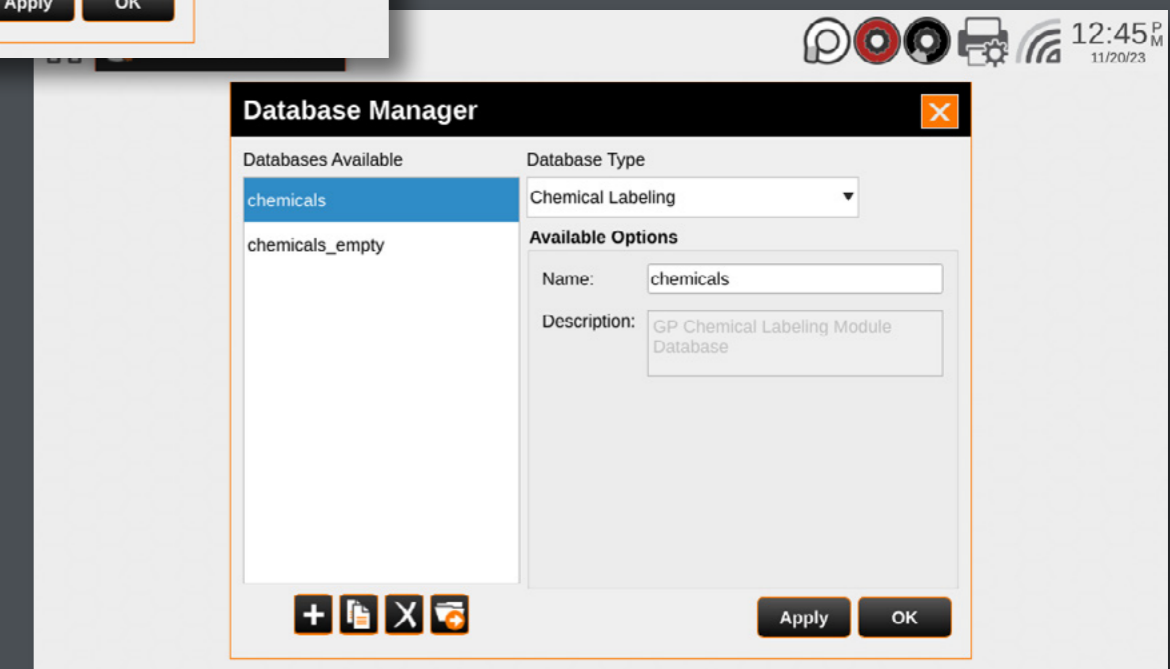 Apply OK
12:45 PM
11/20/23
Database Manager
Databases Available
chemicals
chemicals_empty
Database Type
Chemical Labeling
Available Options
Name: chemicals
Description: GP Chemical Labeling Module
Database
Apply OK